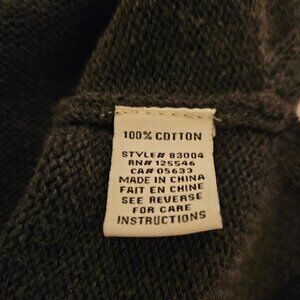 100% COTTON
STYLE# 83004
RN# 125546
CA# 05633
MADE IN CHINA
FAIT EN CHINE
SEE REVERSE
FOR CARE
INSTRUCTIONS